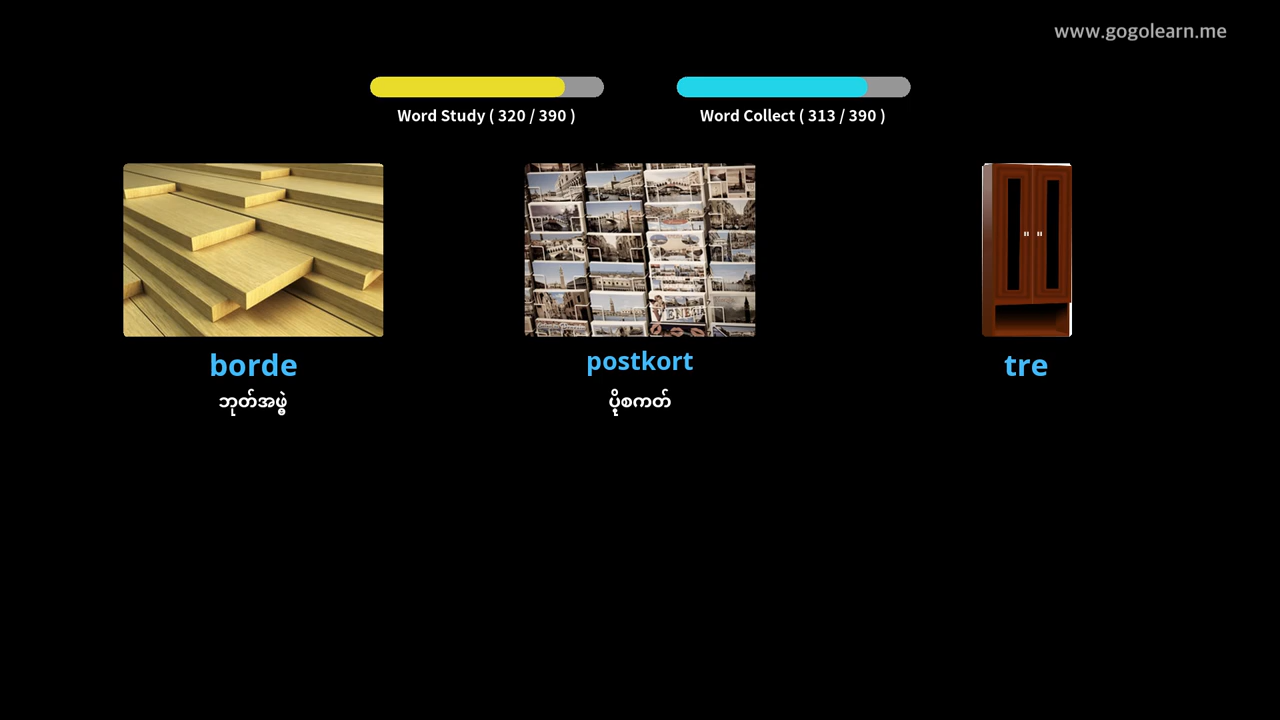 www.gogolearn.me
Word Study ( 320 / 390 )
Word Collect ( 313 / 390 )
borde
postkort
tre
ဘုတ်အဖွဲ့
ပို့စကတ်
VENEZ